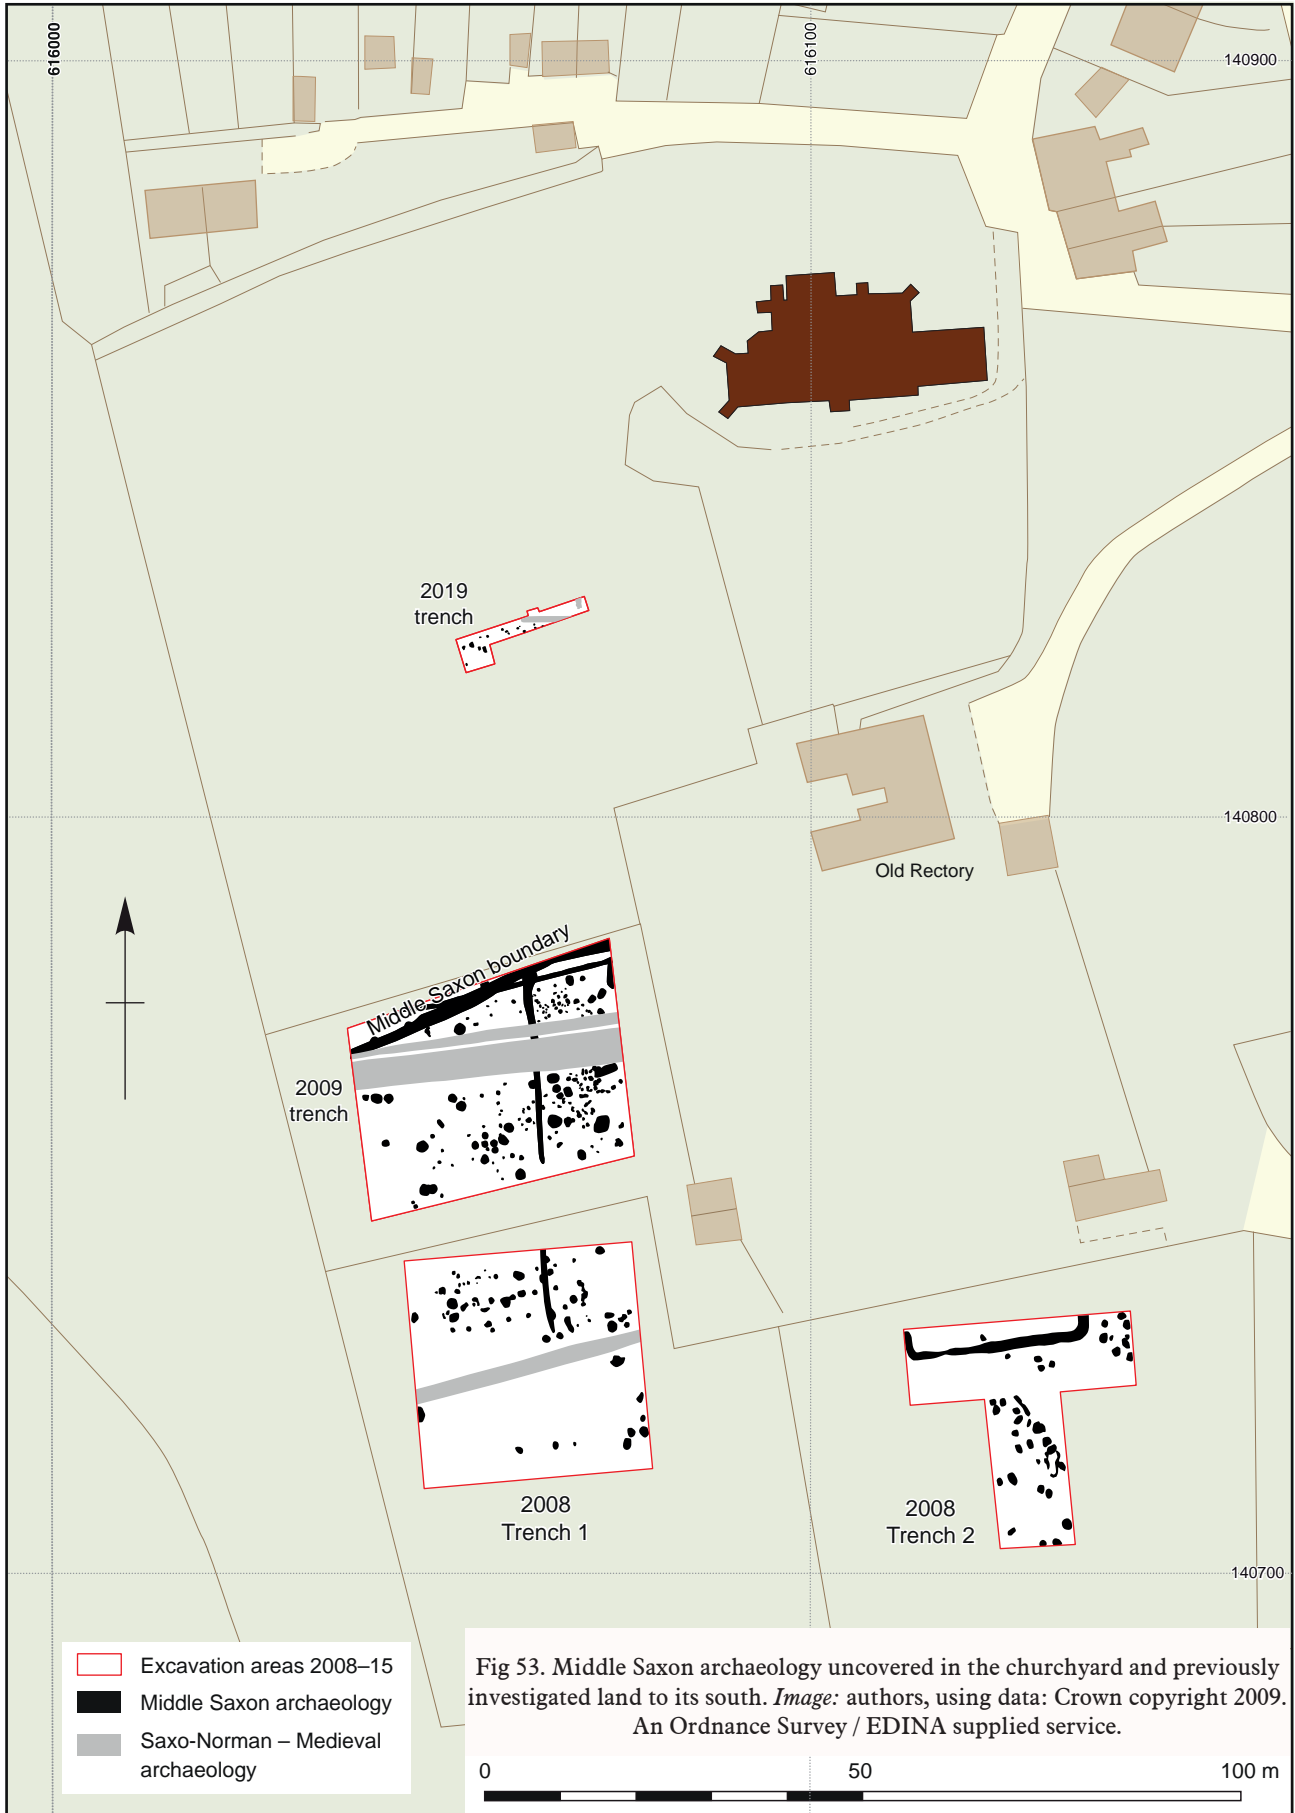 616000
616100
140900
2019
trench
140800
Old Rectory
Middle Saxon boundary
2009
trench
2008
Trench 1
2008
Trench 2
140700
Excavation areas 2008–15
Middle Saxon archaeology
Saxo-Norman – Medieval
archaeology
Fig 53. Middle Saxon archaeology uncovered in the churchyard and previously
investigated land to its south. Image: authors, using data: Crown copyright 2009.
An Ordnance Survey / EDINA supplied service.
0 50 100 m